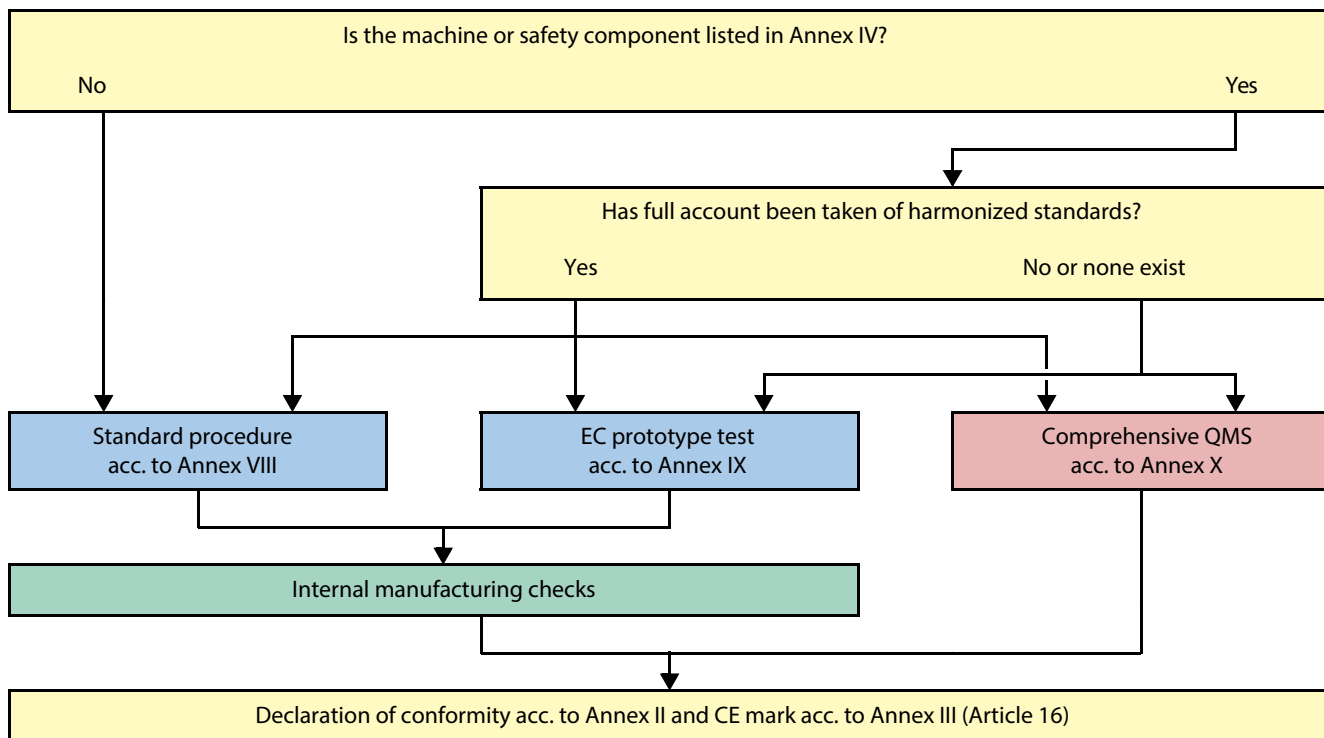 Is the machine or safety component listed in Annex IV?
No
Yes
Has full account been taken of harmonized standards?
Yes
No or none exist
Standard procedure
acc. to Annex VIII
EC prototype test
acc. to Annex IX
Comprehensive QMS
acc. to Annex X
Internal manufacturing checks
Declaration of conformity acc. to Annex II and CE mark acc. to Annex III (Article 16)